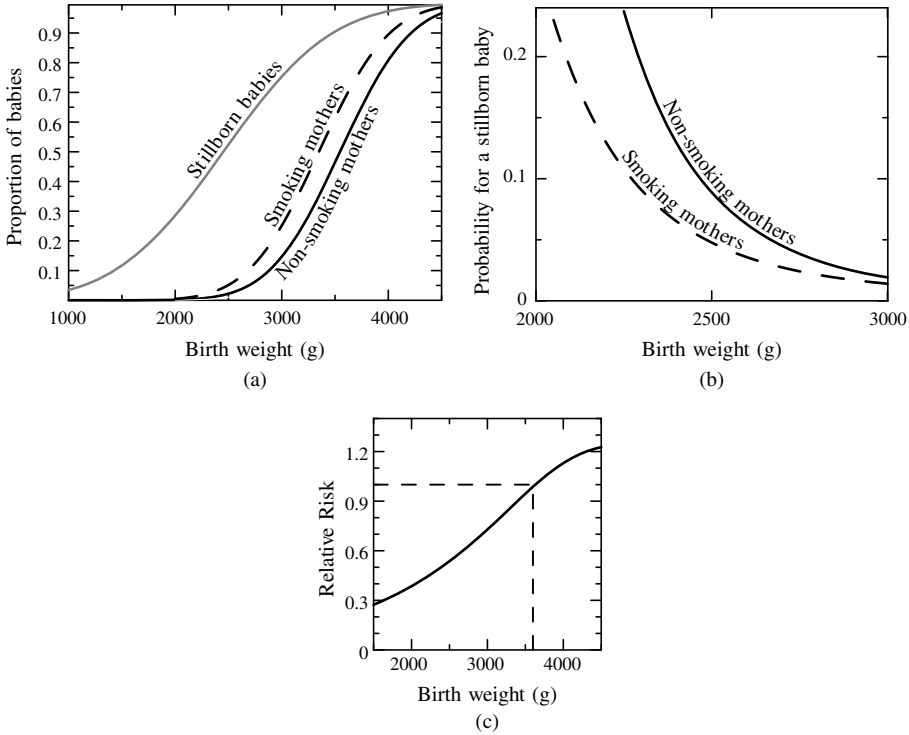 Proportion of babies
0.9
0.8
0.7
0.6
0.5
0.4
0.3
0.2
0.1
Stillborn babies
Smoking mothers
Non-smoking mothers
1000 2000 3000 4000
Birth weight (g)
(a)
Probability for a stillborn baby
0.2
0.1
0
Non-smoking mothers
Smoking mothers
2000 2500 3000
Birth weight (g)
(b)
Relative Risk
1.2
0.9
0.6
0.3
0
2000 3000 4000
Birth weight (g)
(c)